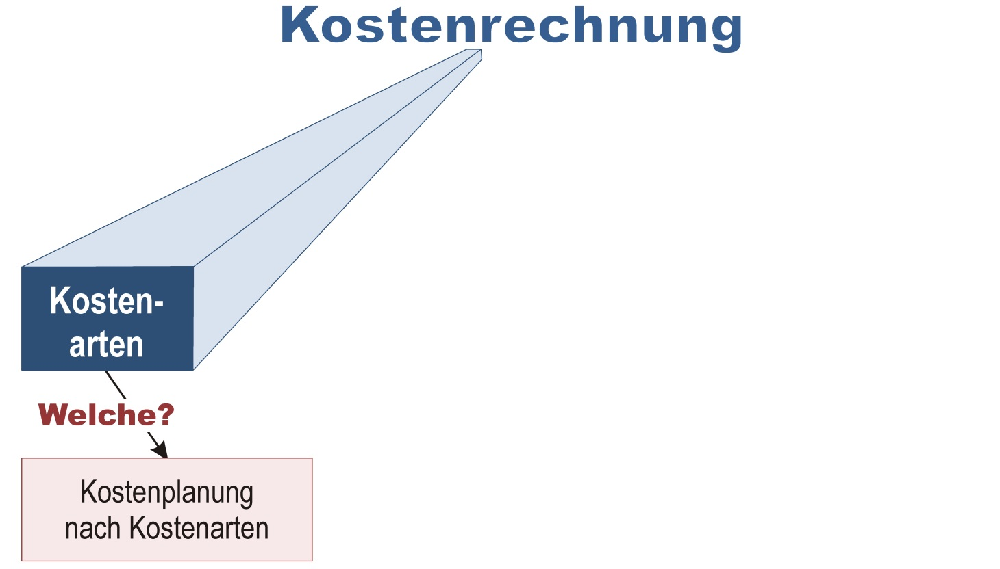 Kostenrechnung
Kosten-
arten
Welche?
Kostenplanung
nach Kostenarten